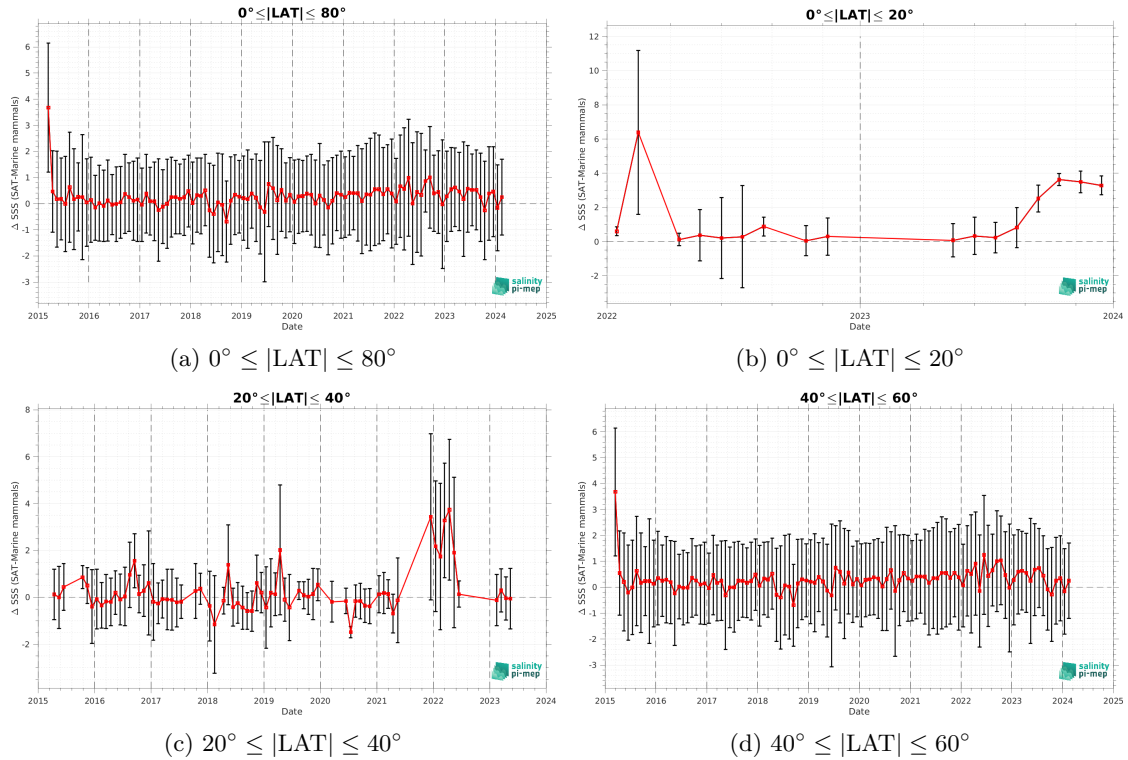 0°≤|LAT|≤ 80°
Δ SSS (SAT-Marine mammals)
6
5
4
3
2
1
0
-1
-2
-3
2015 2016 2017 2018 2019 2020 2021 2022 2023 2024 2025
Date
salinity
pi-mep
(a) 0° ≤ |LAT| ≤ 80°
0°≤|LAT|≤ 20°
Δ SSS (SAT-Marine mammals)
12
10
8
6
4
2
0
-2
2022 2023 2024
Date
salinity
pi-mep
(b) 0° ≤ |LAT| ≤ 20°
20°≤|LAT|≤ 40°
Δ SSS (SAT-Marine mammals)
8
6
4
2
0
-2
2015 2016 2017 2018 2019 2020 2021 2022 2023 2024
Date
salinity
pi-mep
(c) 20° ≤ |LAT| ≤ 40°
40°≤|LAT|≤ 60°
Δ SSS (SAT-Marine mammals)
6
5
4
3
2
1
0
-1
-2
-3
2015 2016 2017 2018 2019 2020 2021 2022 2023 2024 2025
Date
salinity
pi-mep
(d) 40° ≤ |LAT| ≤ 60°